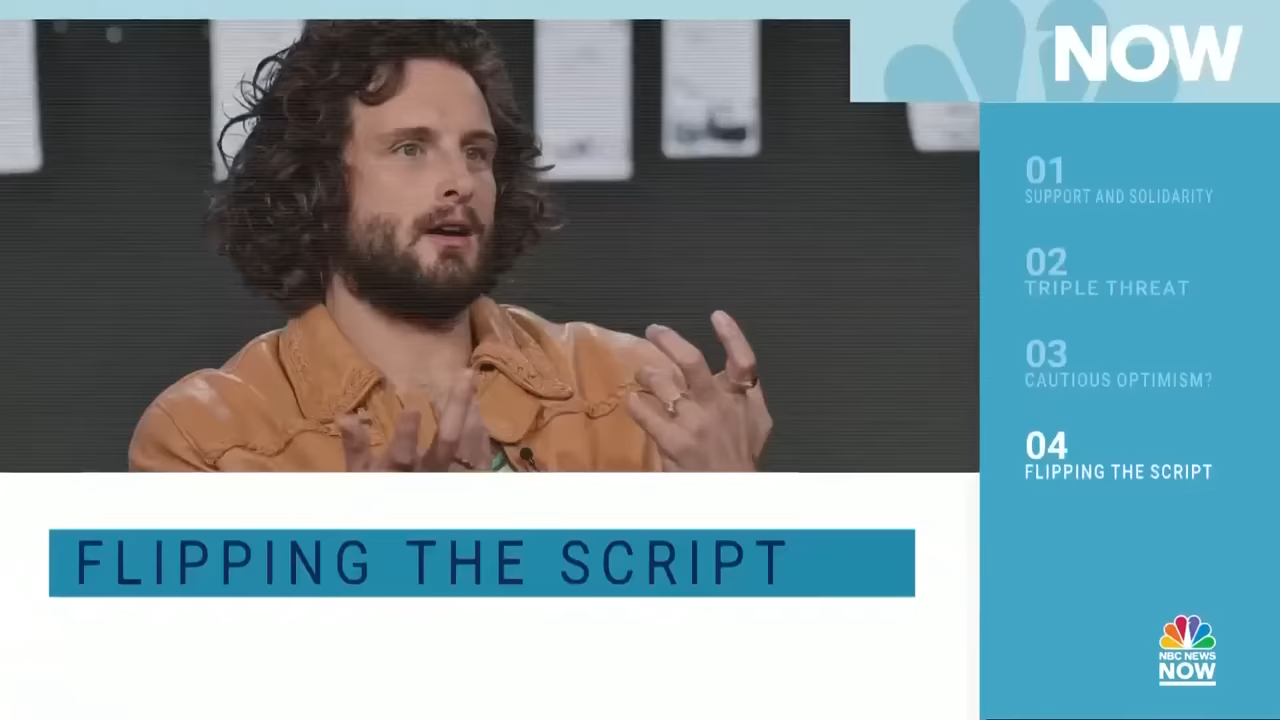 NOW
01
SUPPORT AND SOLIDARITY
02
TRIPLE THREAT
03
CAUTIOUS OPTIMISM?
04
FLIPPING THE SCRIPT
FLIPPING THE SCRIPT
NBC NEWS
NOW